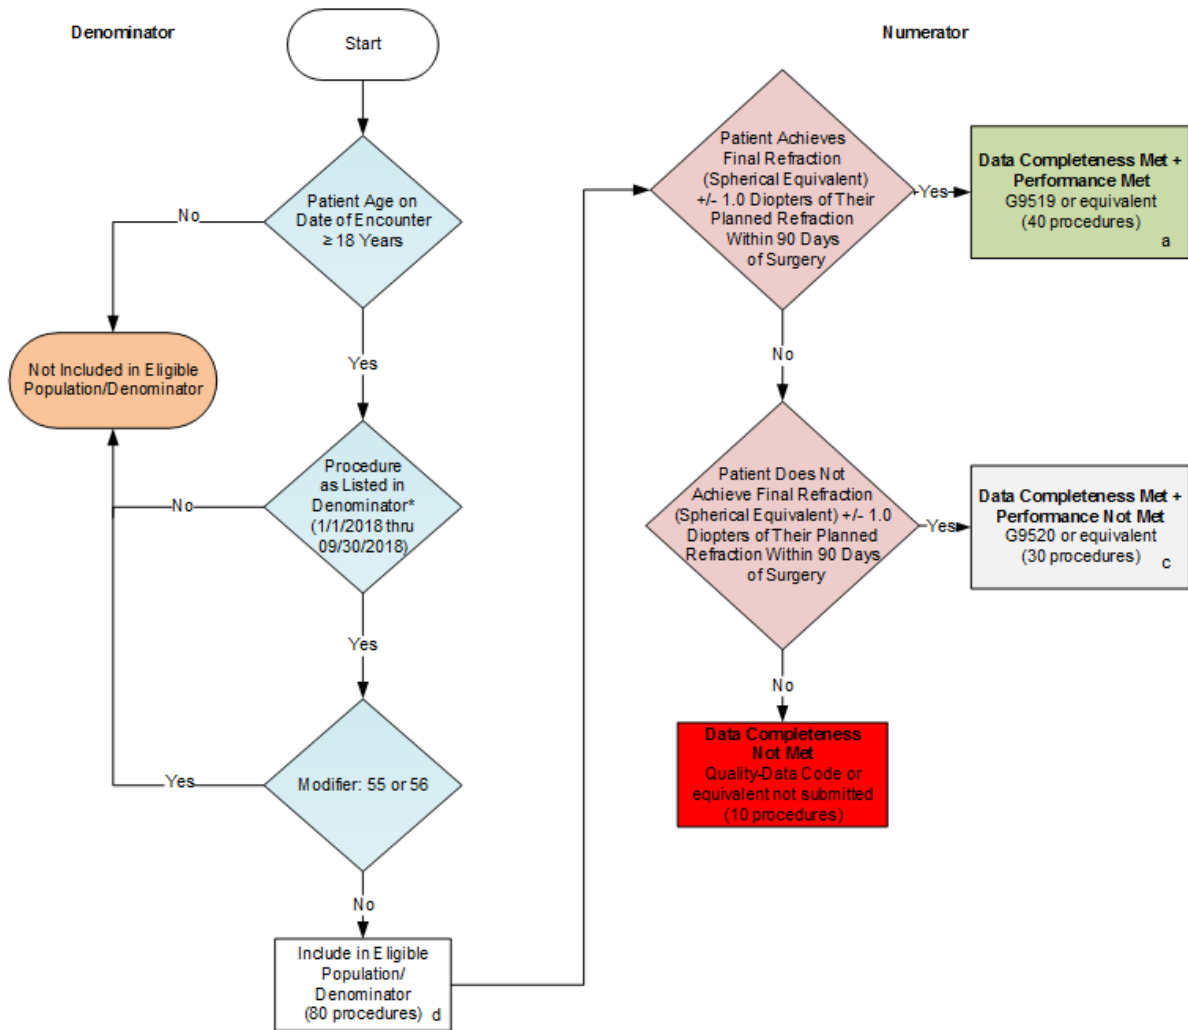 Denominator
Start
Patient Age on
Date of Encounter
≥ 18 Years
No
Yes
Not Included in Eligible
Population/Denominator
Procedure
as Listed in
Denominator*
(1/1/2018 thru
09/30/2018)
No
Yes
Modifier: 55 or 56
Yes
No
Include in Eligible
Population/
Denominator
(80 procedures) d
Numerator
Patient Achieves
Final Refraction
(Spherical Equivalent)
+/- 1.0 Diopters of Their
Planned Refraction
Within 90 Days
of Surgery
Yes
Data Completeness Met +
Performance Met
G9519 or equivalent
(40 procedures)
a
No
Patient Does Not
Achieve Final Refraction
(Spherical Equivalent) +/- 1.0
Diopters of Their Planned
Refraction Within 90 Days
of Surgery
Yes
Data Completeness Met +
Performance Not Met
G9520 or equivalent
(30 procedures)
c
No
Data Completeness
Not Met
Quality-Data Code or
equivalent not submitted
(10 procedures)